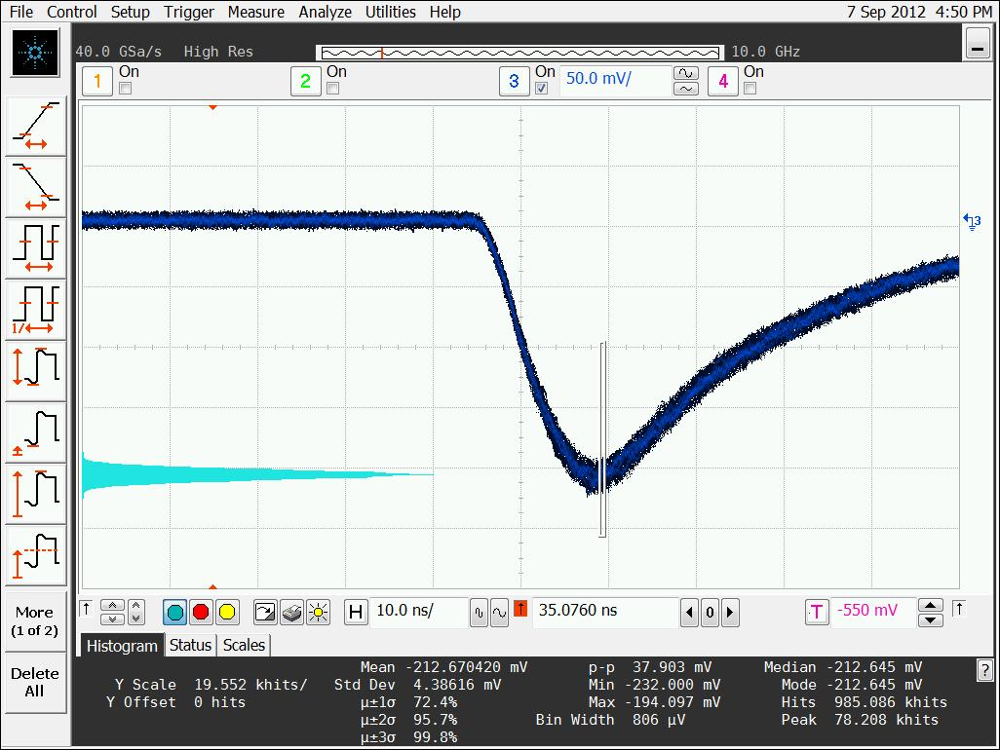 File Control Setup Trigger Measure Analyze Utilities Help 7 Sep 2012 4:50 PM
40.0 GSa/s High Res 10.0 GHz
1 On 2 On 3 On 50.0 mV/ 4 On
3
1/
More
(1 of 2)
Delete
All
H 10.0 ns/ 35.0760 ns 0 T -550 mV
Histogram Status Scales
?
Mean -212.670420 mV p-p 37.903 mV Median -212.645 mV
Y Scale 19.552 khits/ Std Dev 4.38616 mV Min -232.000 mV Mode -212.645 mV
Y Offset 0 hits µ±1σ 72.4% Max -194.097 mV Hits 985.086 khits
µ±2σ 95.7% Bin Width 806 µV Peak 78.208 khits
µ±3σ 99.8%